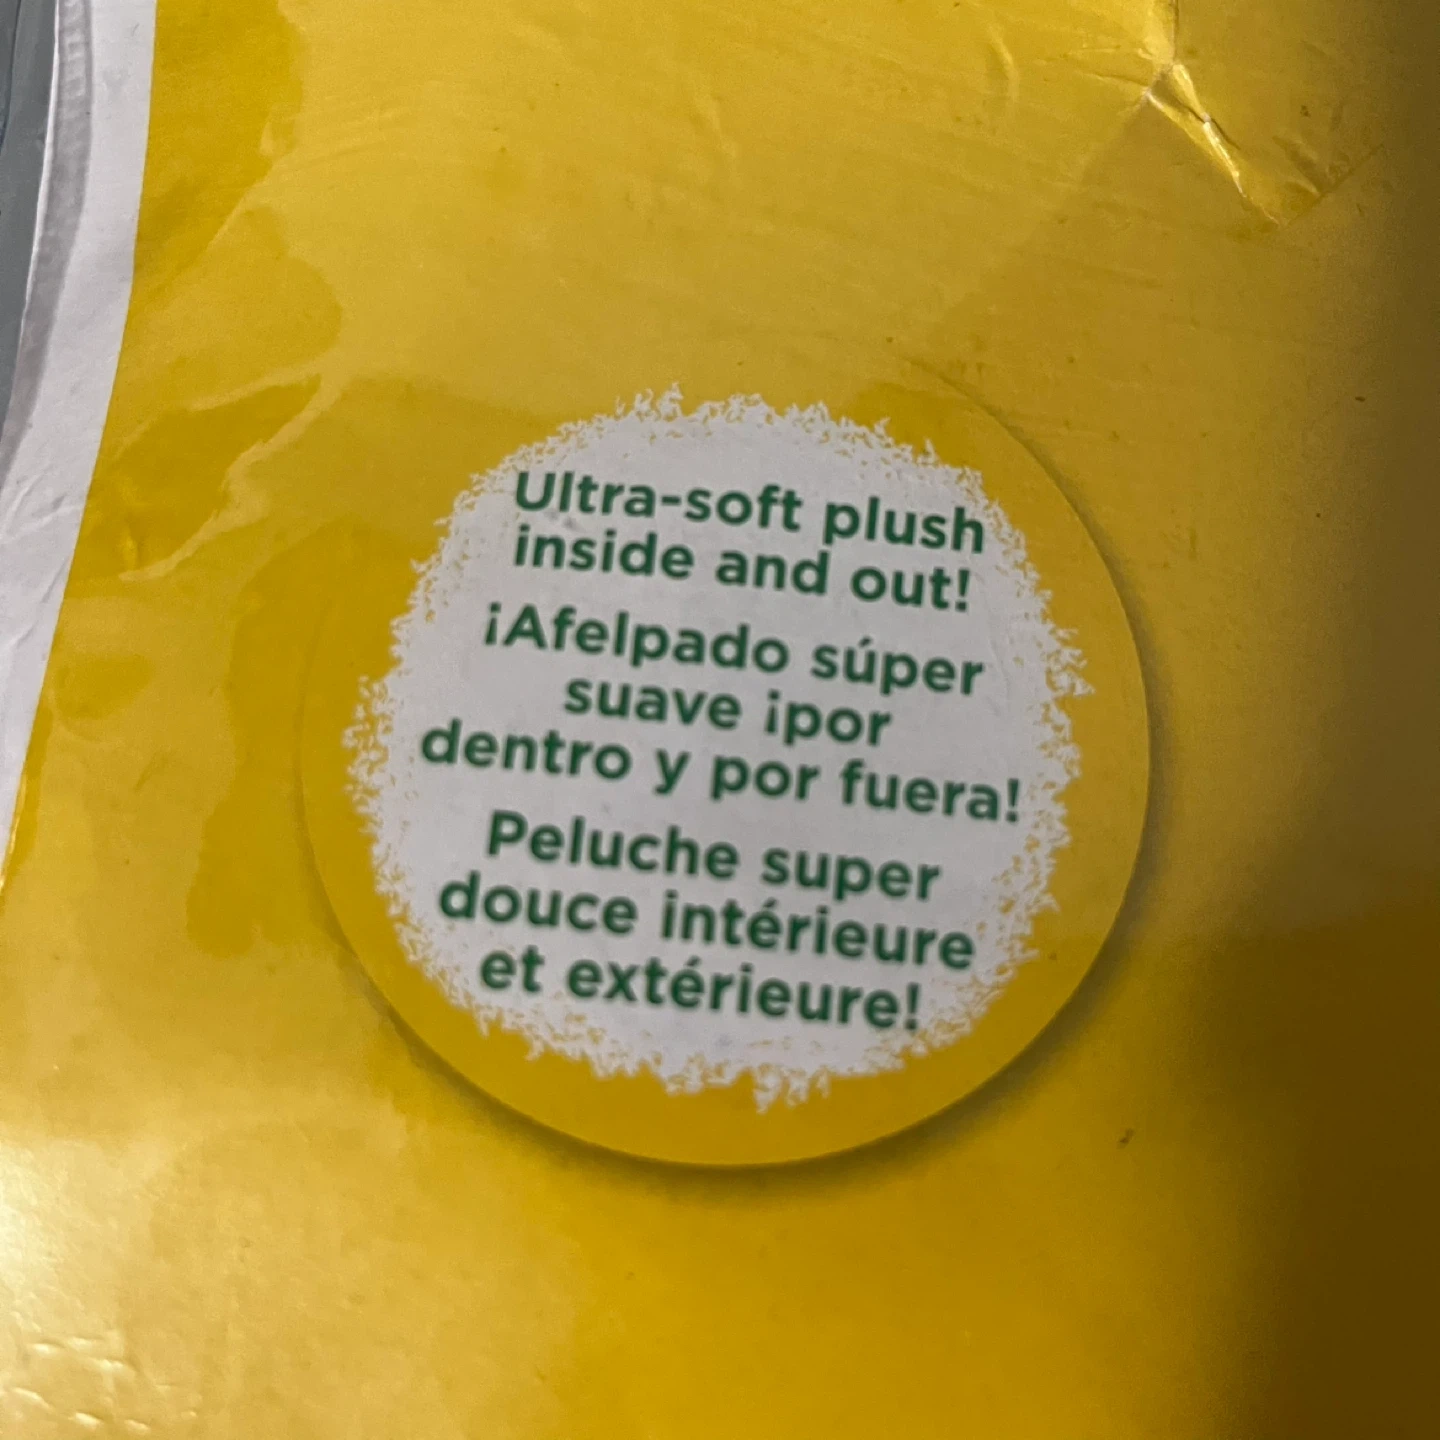 Ultra-soft plush
inside and out!
¡Afelpado súper
suave ¡por
dentro y por fuera!
Peluche super
douce intérieure
et extérieure!